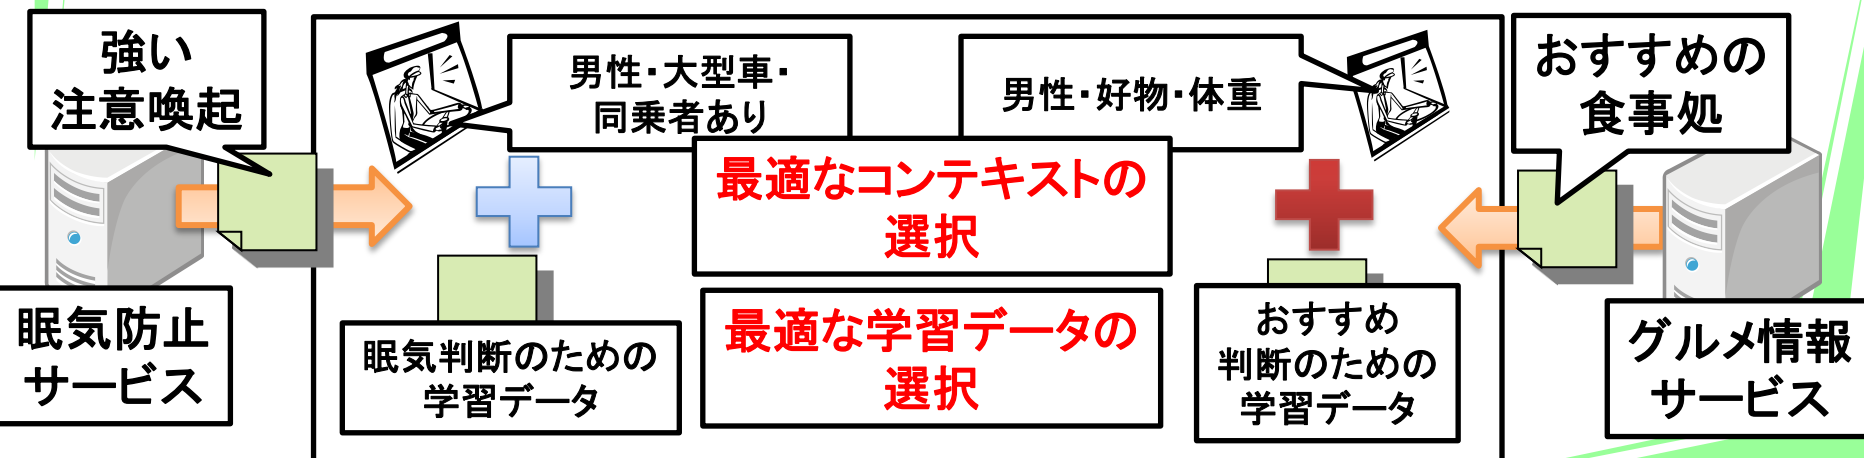 強い
注意喚起
男性・大型車・
同乗者あり
男性・好物・体重
おすすめの
食事処
最適なコンテキストの
選択
眠気防止
サービス
眠気判断のための
学習データ
最適な学習データの
選択
おすすめ
判断のための
学習データ
グルメ情報
サービス